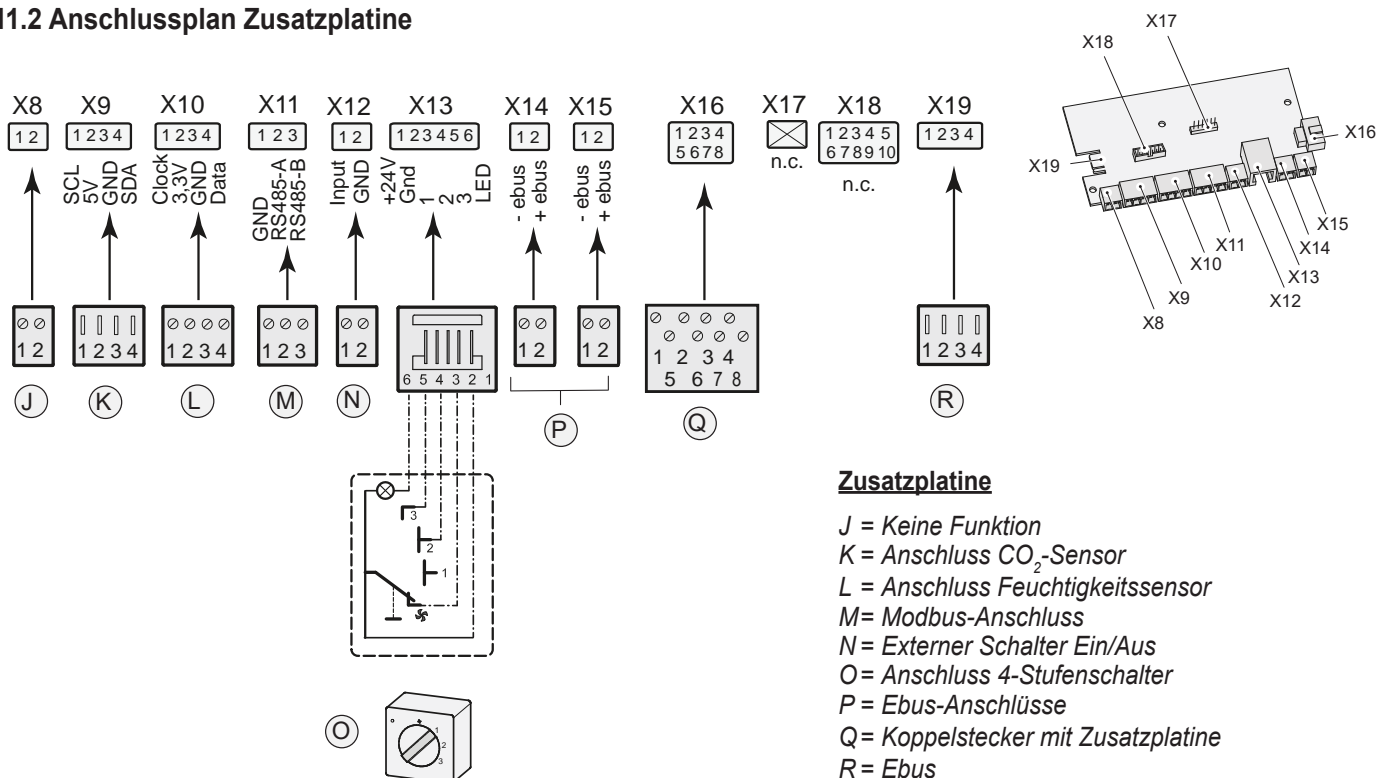 11.2 Anschlussplan Zusatzplatine
X8 X9 X10 X11 X12 X13 X14 X15 X16 X17 X18 X19
1 2
1 2 3 4
1 2 3 4
1 2 3
1 2
1 2 3 4 5 6
1 2
1 2
1 2 3 4
5 6 7 8
n.c.
1 2 3 4 5
6 7 8 9 10
n.c.
1 2 3 4
SCL
5V
GND
SDA
Clock
3,3V
GND
Data
GND
RS485-A
RS485-B
Input
GND
+24V
Gnd
1
2
3
LED
- ebus
+ ebus
- ebus
+ ebus
1 2
1 2 3 4
1 2 3 4
1 2 3
1 2
6 5 4 3 2 1
1 2
1 2
1 2 3 4
5 6 7 8
1 2 3 4
J
K
L
M
N
P
Q
R
3
2
1
O
1
2
3
X17
X18
X16
X19
X15
X14
X13
X12
X11
X10
X9
X8
Zusatzplatine
J = Keine Funktion
K = Anschluss CO2-Sensor
L = Anschluss Feuchtigkeitssensor
M= Modbus-Anschluss
N = Externer Schalter Ein/Aus
O= Anschluss 4-Stufenschalter
P = Ebus-Anschlüsse
Q= Koppelstecker mit Zusatzplatine
R = Ebus